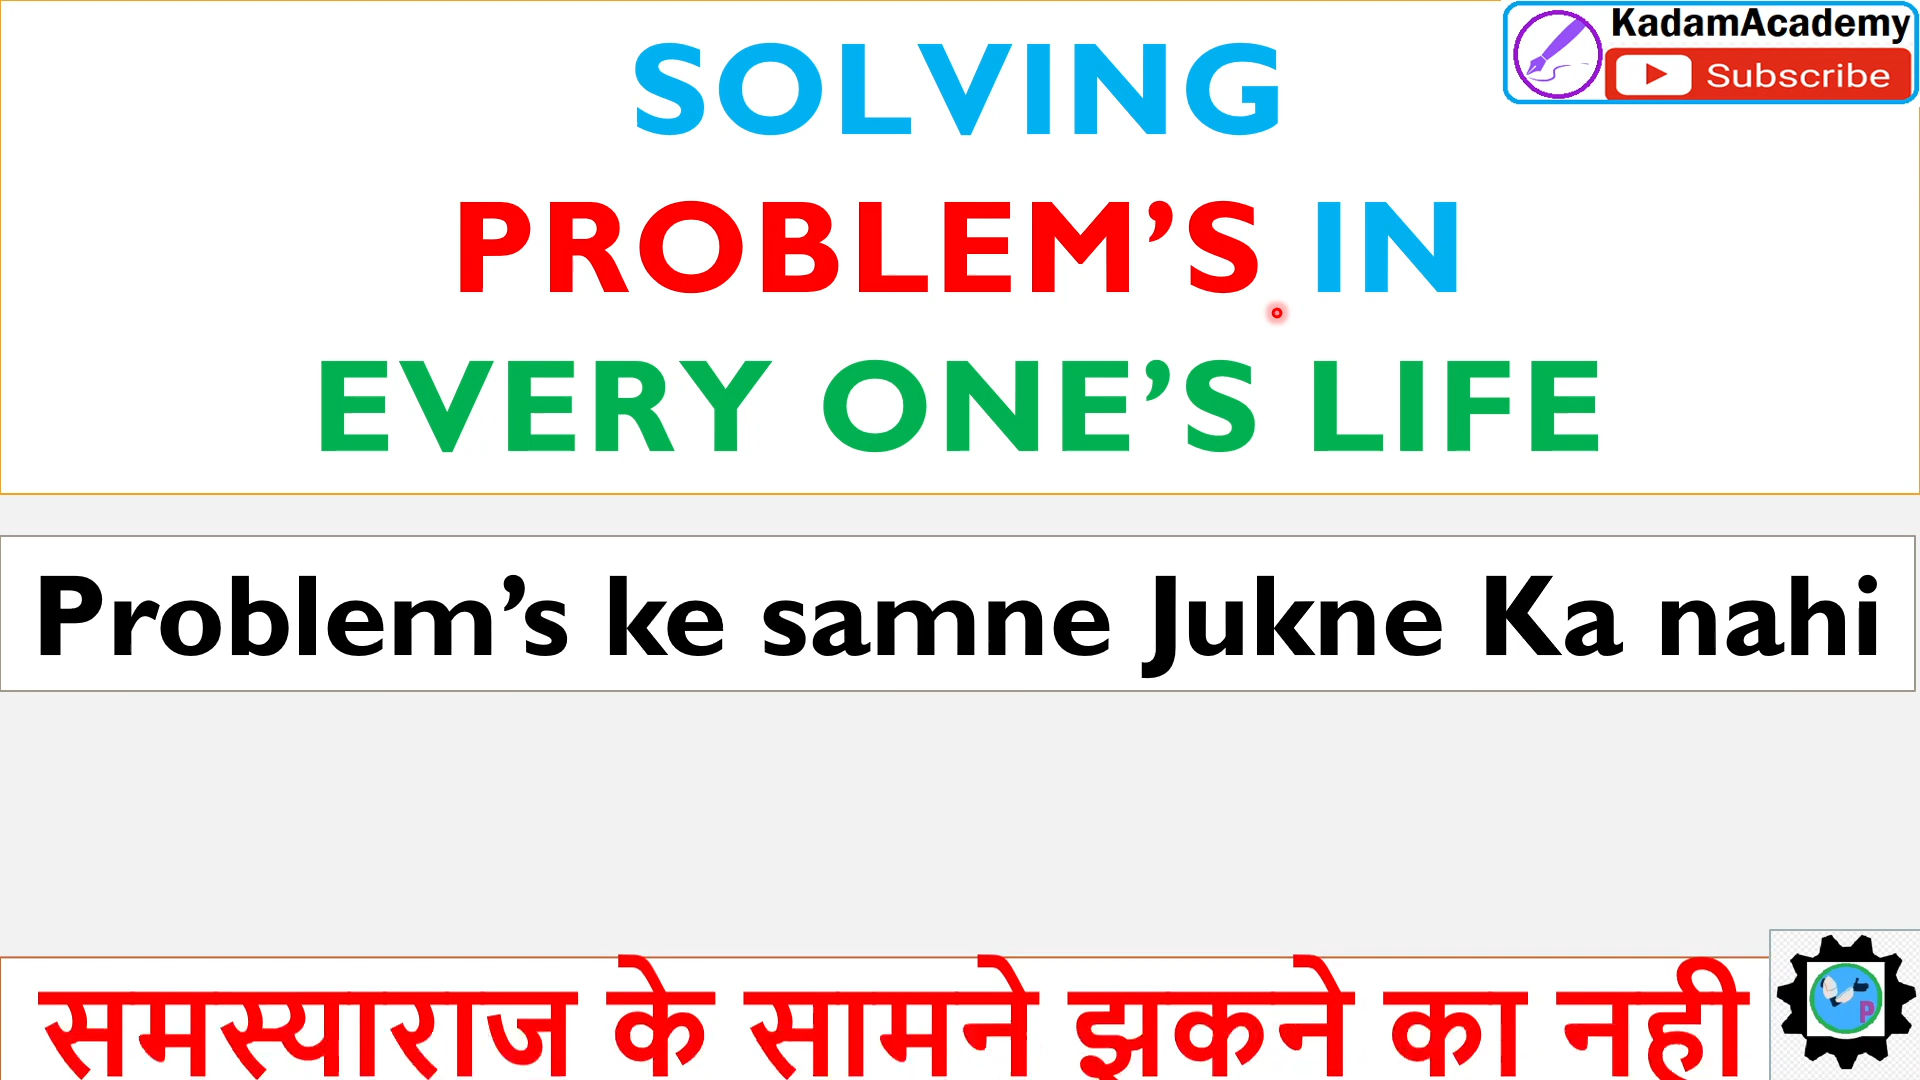 KadamAcademy
Subscribe
SOLVING
PROBLEM’S IN
EVERY ONE’S LIFE
Problem’s ke samne Jukne Ka nahi
समस्याराज के सामने झुकने का नही
P